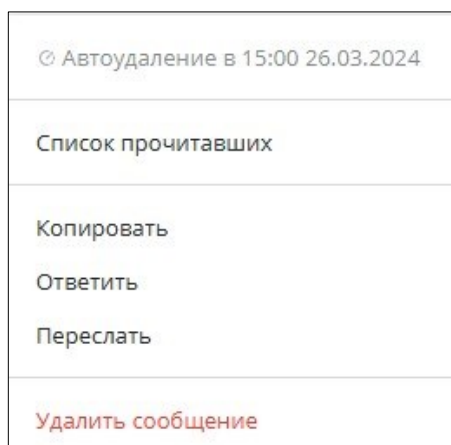 Автоудаление в 15:00 26.03.2024
Список прочитавших
Копировать
Ответить
Переслать
Удалить сообщение